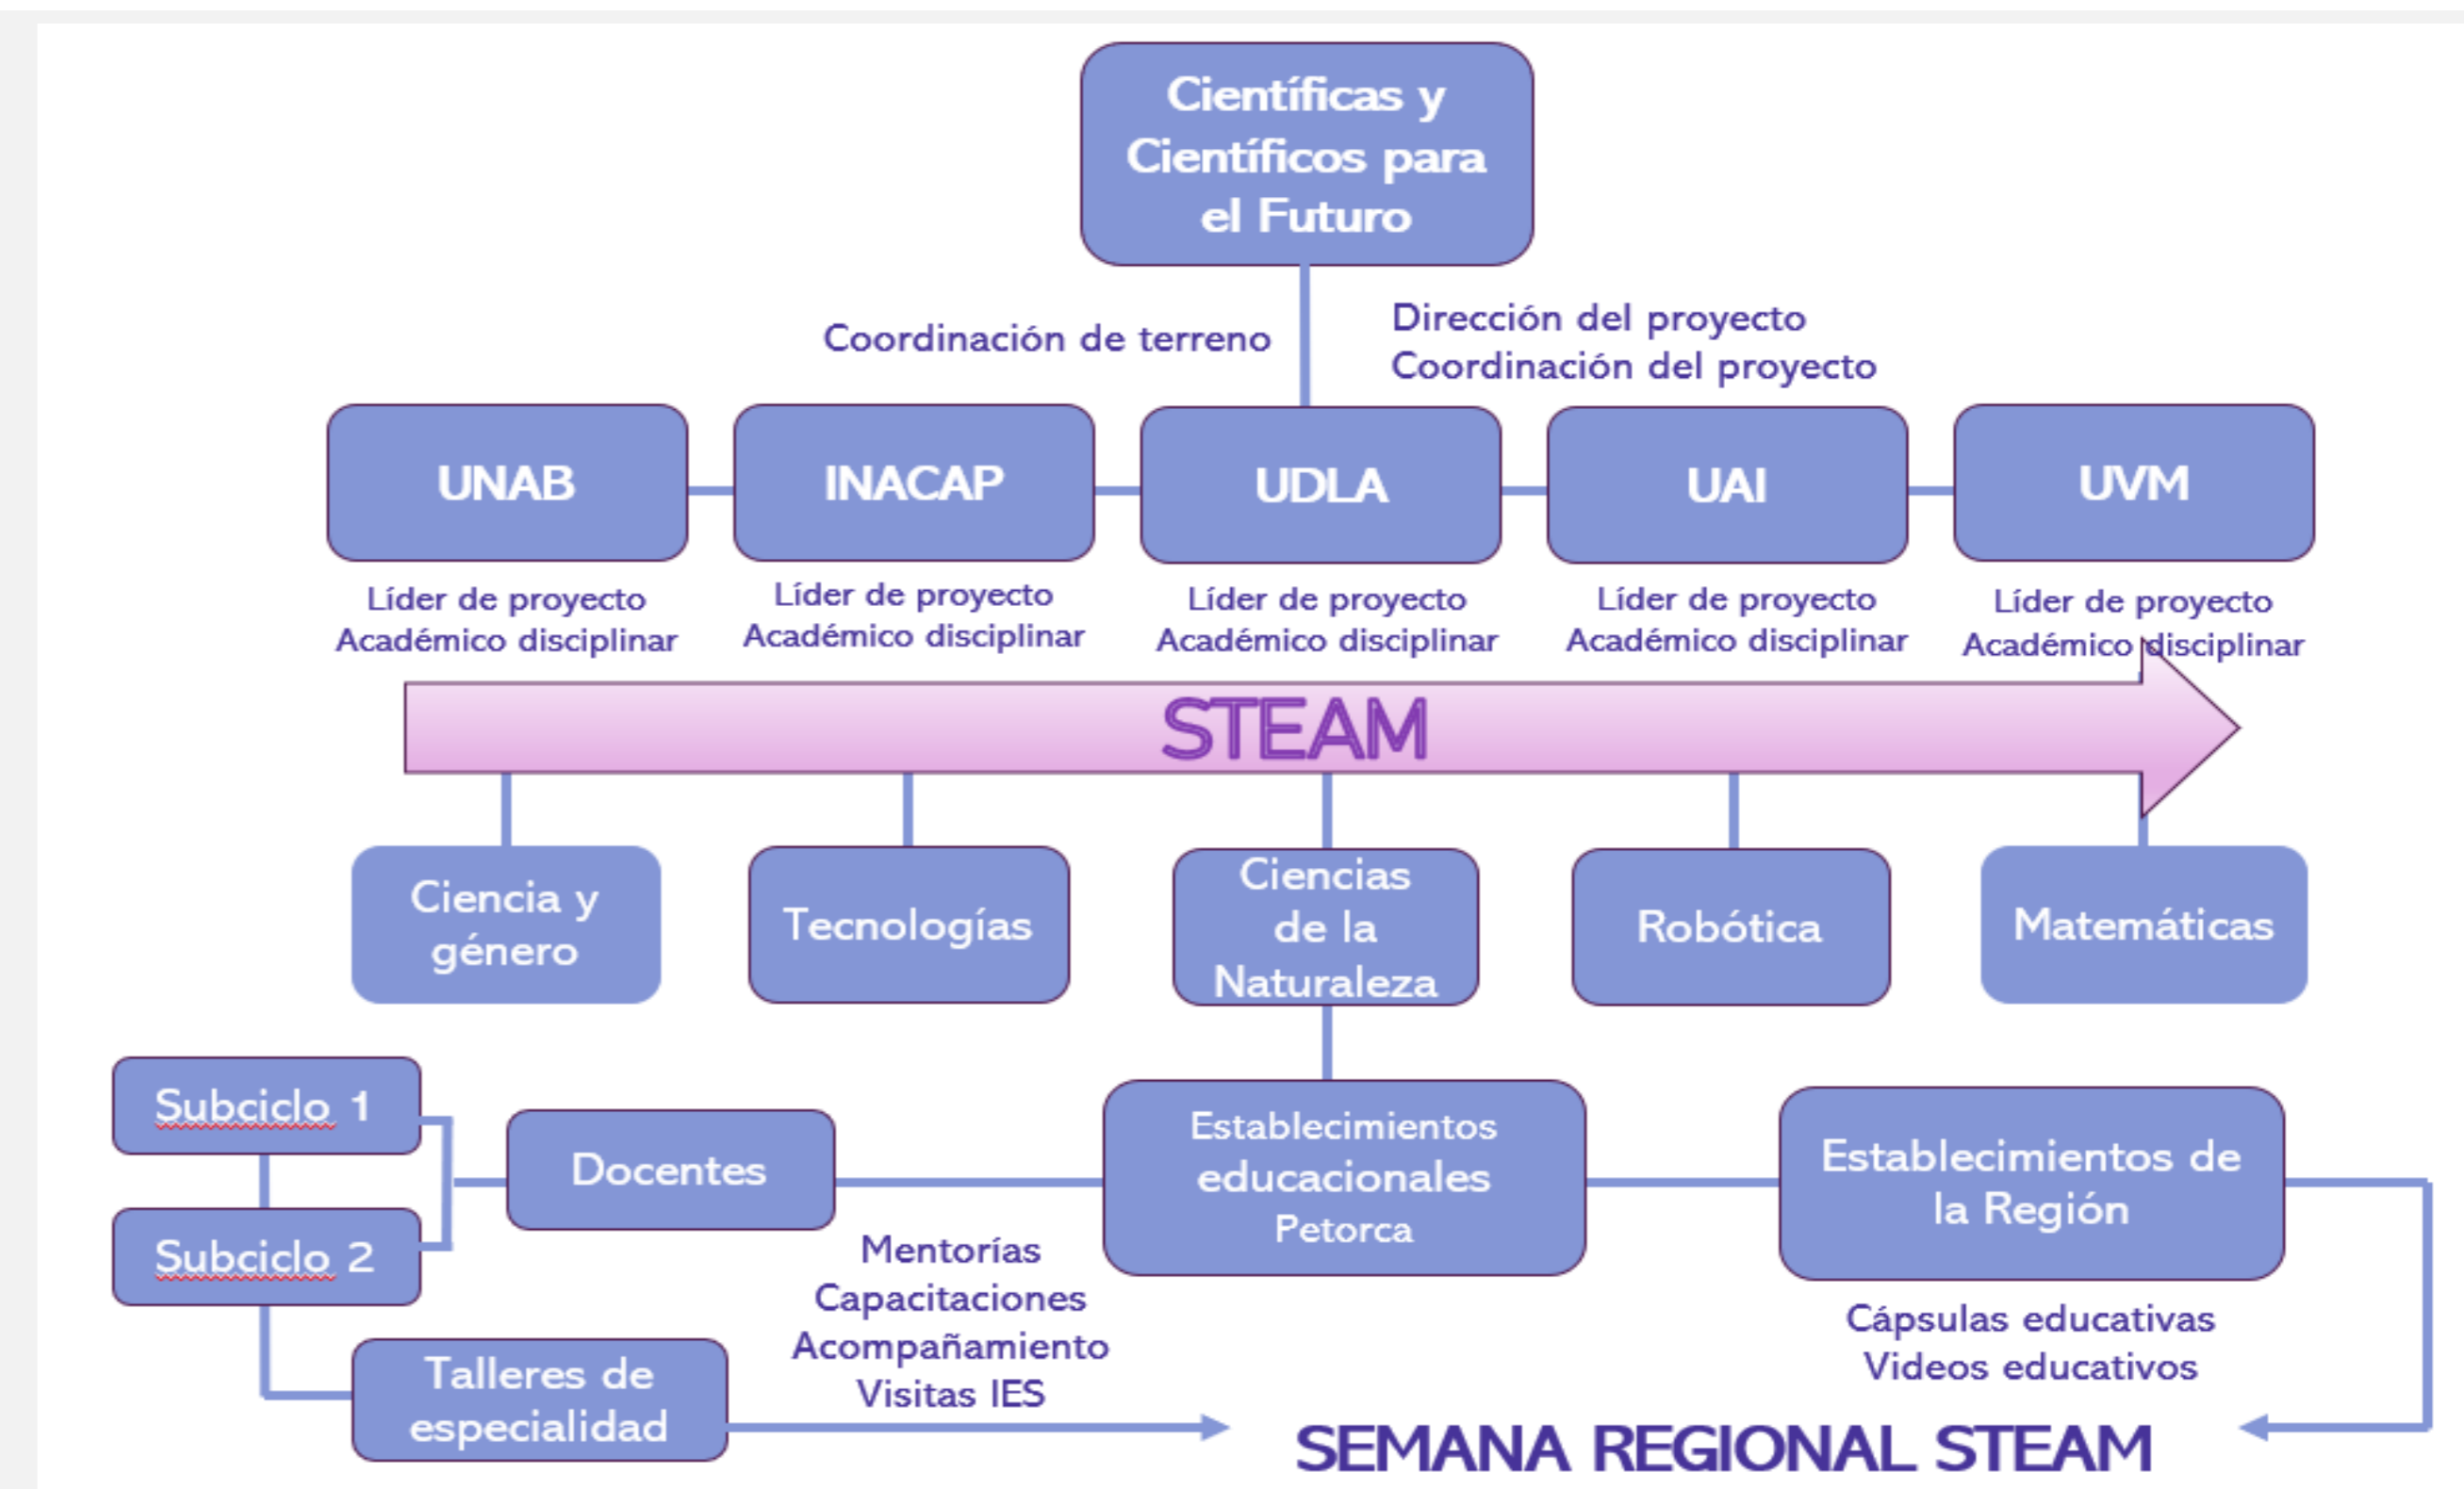 Científicas y
Científicos para
el Futuro
Coordinación de terreno
Dirección del proyecto
Coordinación del proyecto
UNAB
INACAP
UDLA
UAI
UVM
Líder de proyecto
Académico disciplinar
Líder de proyecto
Académico disciplinar
Líder de proyecto
Académico disciplinar
Líder de proyecto
Académico disciplinar
Líder de proyecto
Académico disciplinar
STEAM
Ciencia y
género
Tecnologías
Ciencias
de la
Naturaleza
Robótica
Matemáticas
Subciclo 1
Subciclo 2
Docentes
Establecimientos
educacionales
Petorca
Establecimientos de
la Región
Mentorías
Capacitaciones
Acompañamiento
Visitas IES
Cápsulas educativas
Videos educativos
Talleres de
especialidad
SEMANA REGIONAL STEAM